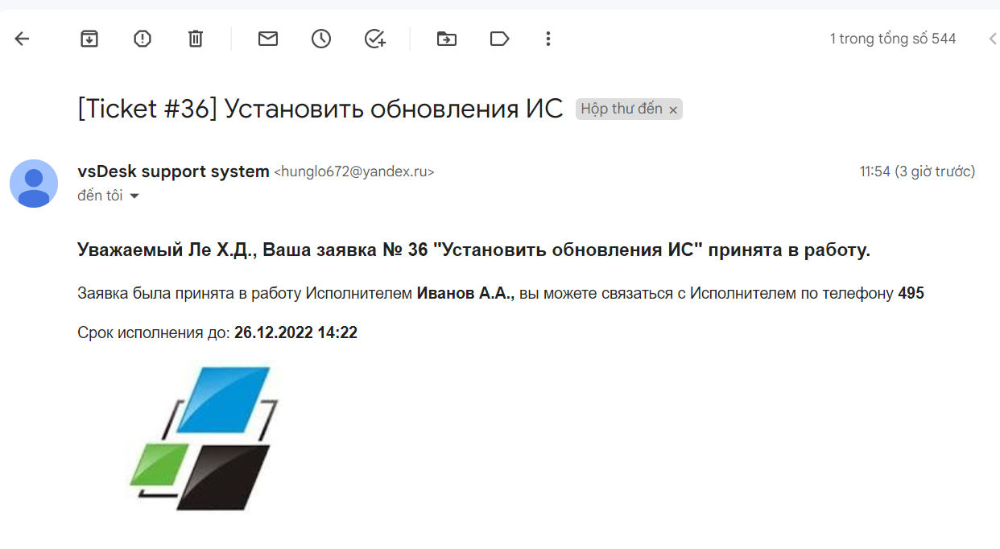 1 trong tổng số 544
[Ticket #36] Установить обновления ИС Hộp thư đến ×
vsDesk support system <hunglo672@yandex.ru> 11:54 (3 giờ trước)
đến tôi
Уважаемый Ле Х.Д., Ваша заявка № 36 "Установить обновления ИС" принята в работу.
Заявка была принята в работу Исполнителем Иванов А.А., вы можете связаться с Исполнителем по телефону 495
Срок исполнения до: 26.12.2022 14:22